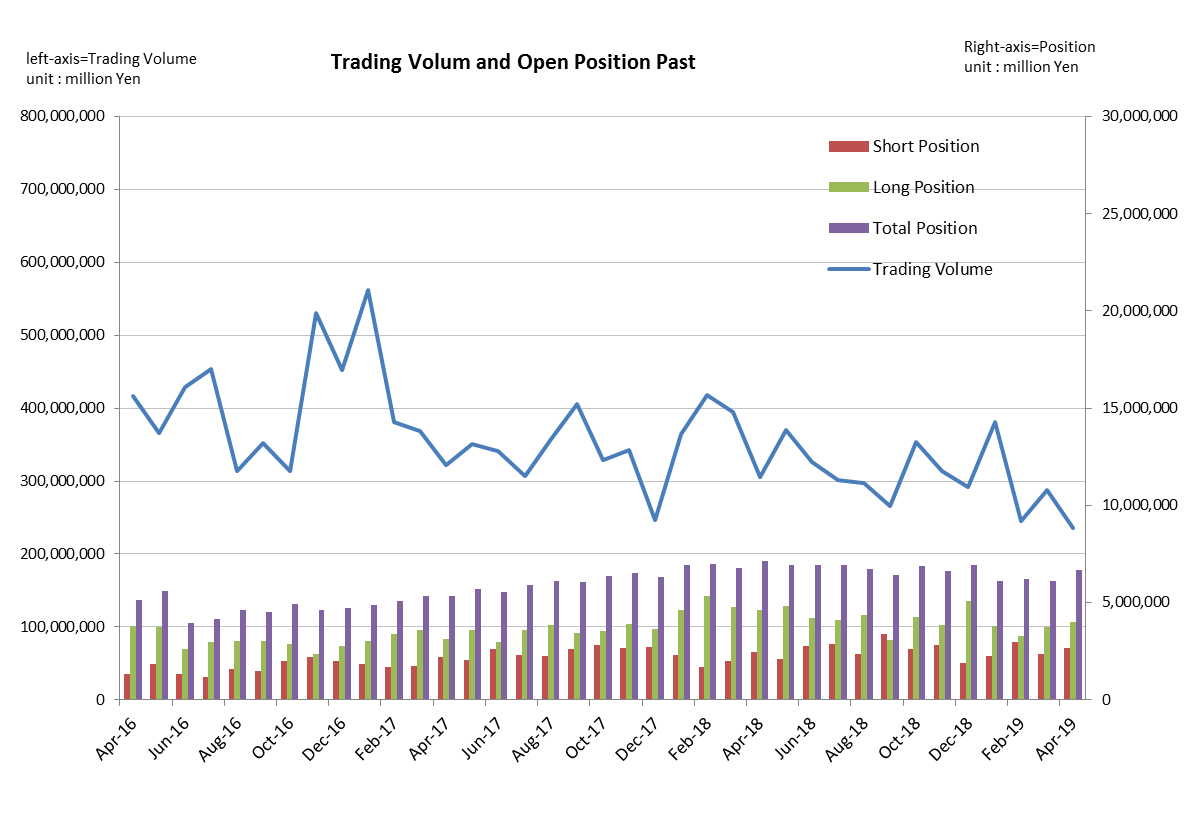 left-axis=Trading Volume
unit : million Yen
Trading Volum and Open Position Past
Right-axis=Position
unit : million Yen
800,000,000
700,000,000
600,000,000
500,000,000
400,000,000
300,000,000
200,000,000
100,000,000
0
30,000,000
25,000,000
20,000,000
15,000,000
10,000,000
5,000,000
0
Short Position
Long Position
Total Position
Trading Volume
Apr-16
Jun-16
Aug-16
Oct-16
Dec-16
Feb-17
Apr-17
Jun-17
Aug-17
Oct-17
Dec-17
Feb-18
Apr-18
Jun-18
Aug-18
Oct-18
Dec-18
Feb-19
Apr-19